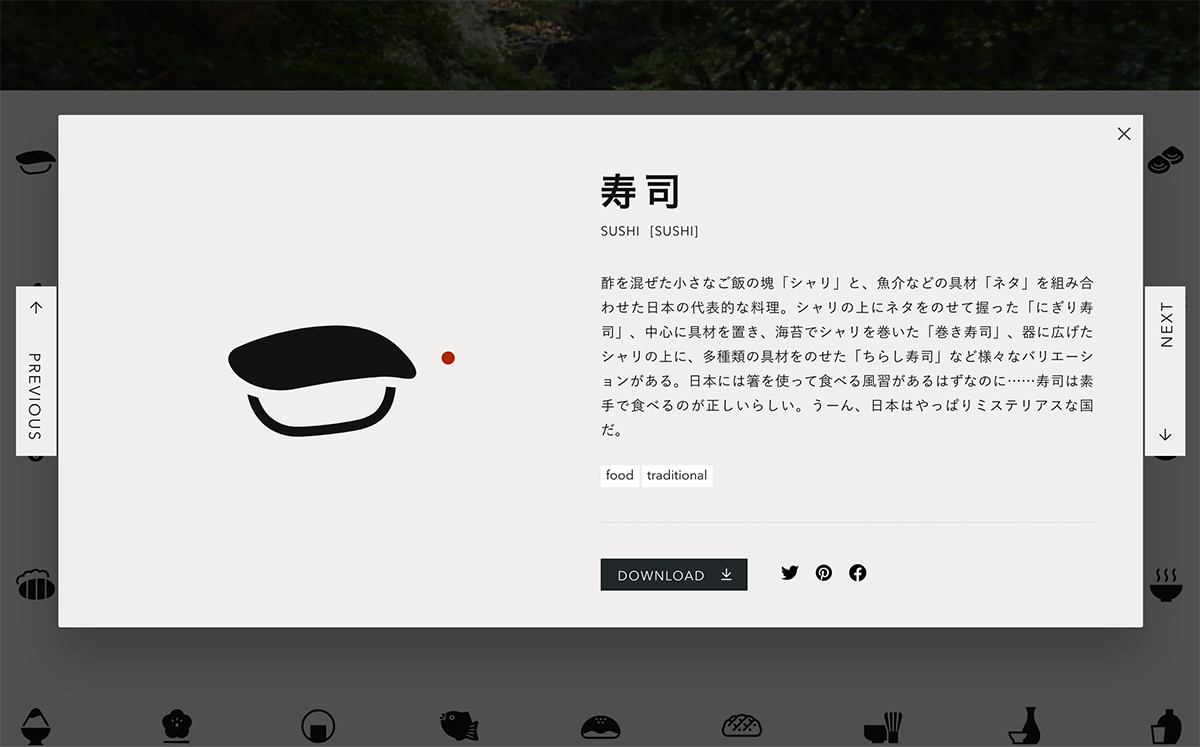 寿司
SUSHI [SUSHI]
酢を混ぜた小さなご飯の塊「シャリ」と、魚介などの具材「ネタ」を組み合
わせた日本の代表的な料理。シャリの上にネタをのせて握った「にぎり寿
司」、中心に具材を置き、海苔でシャリを巻いた「巻き寿司」、器に広げた
シャリの上に、多種類の具材をのせた「ちらし寿司」など様々なバリエーシ
ョンがある。日本には箸を使って食べる風習があるはずなのに……寿司は素
手で食べるのが正しいらしい。うーん、日本はやっぱりミステリアスな国
だ。
food traditional
DOWNLOAD
PREVIOUS
NEXT